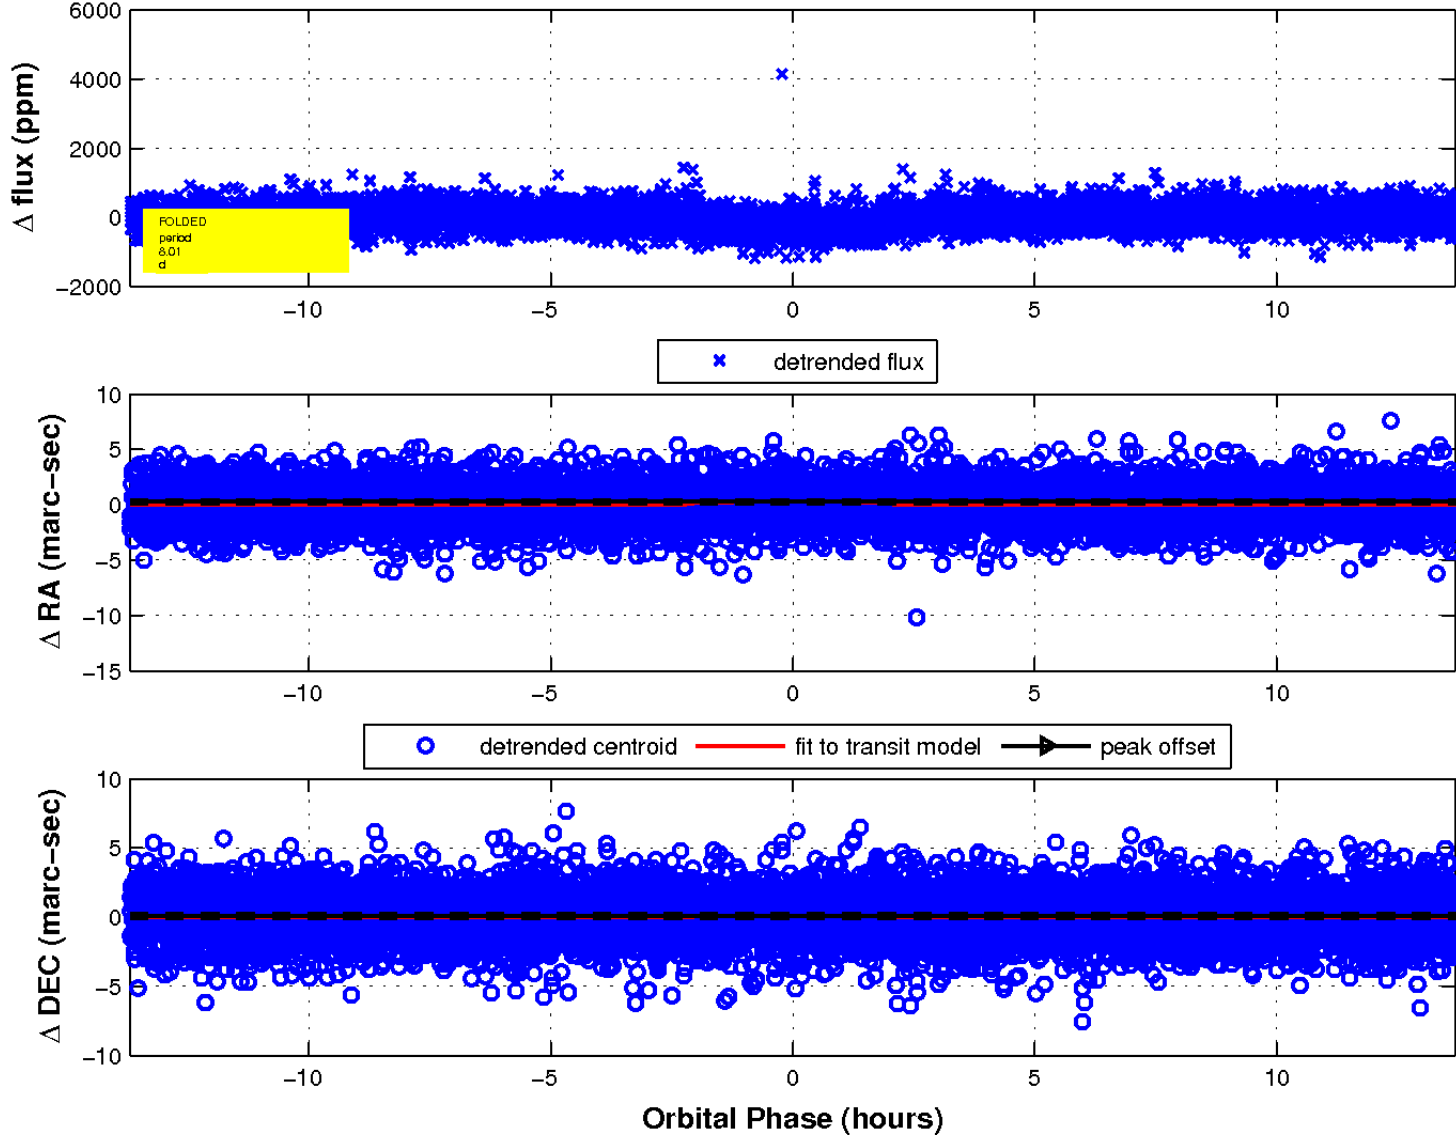 6000
4000
2000
0
−2000
Δ flux (ppm)
FOLDED
period
8.01
d
−10 −5 0 5 10
detrended flux
10
5
0
−5
−10
−15
Δ RA (marc−sec)
−10 −5 0 5 10
detrended centroid fit to transit model peak offset
10
5
0
−5
−10
Δ DEC (marc−sec)
−10 −5 0 5 10
Orbital Phase (hours)